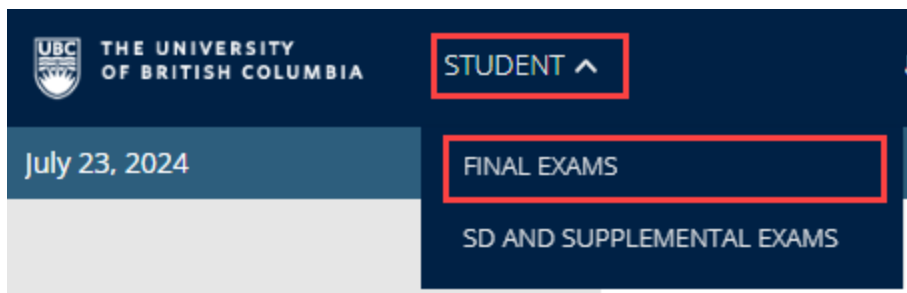 UBC
THE UNIVERSITY
OF BRITISH COLUMBIA
STUDENT
July 23, 2024
FINAL EXAMS
SD AND SUPPLEMENTAL EXAMS